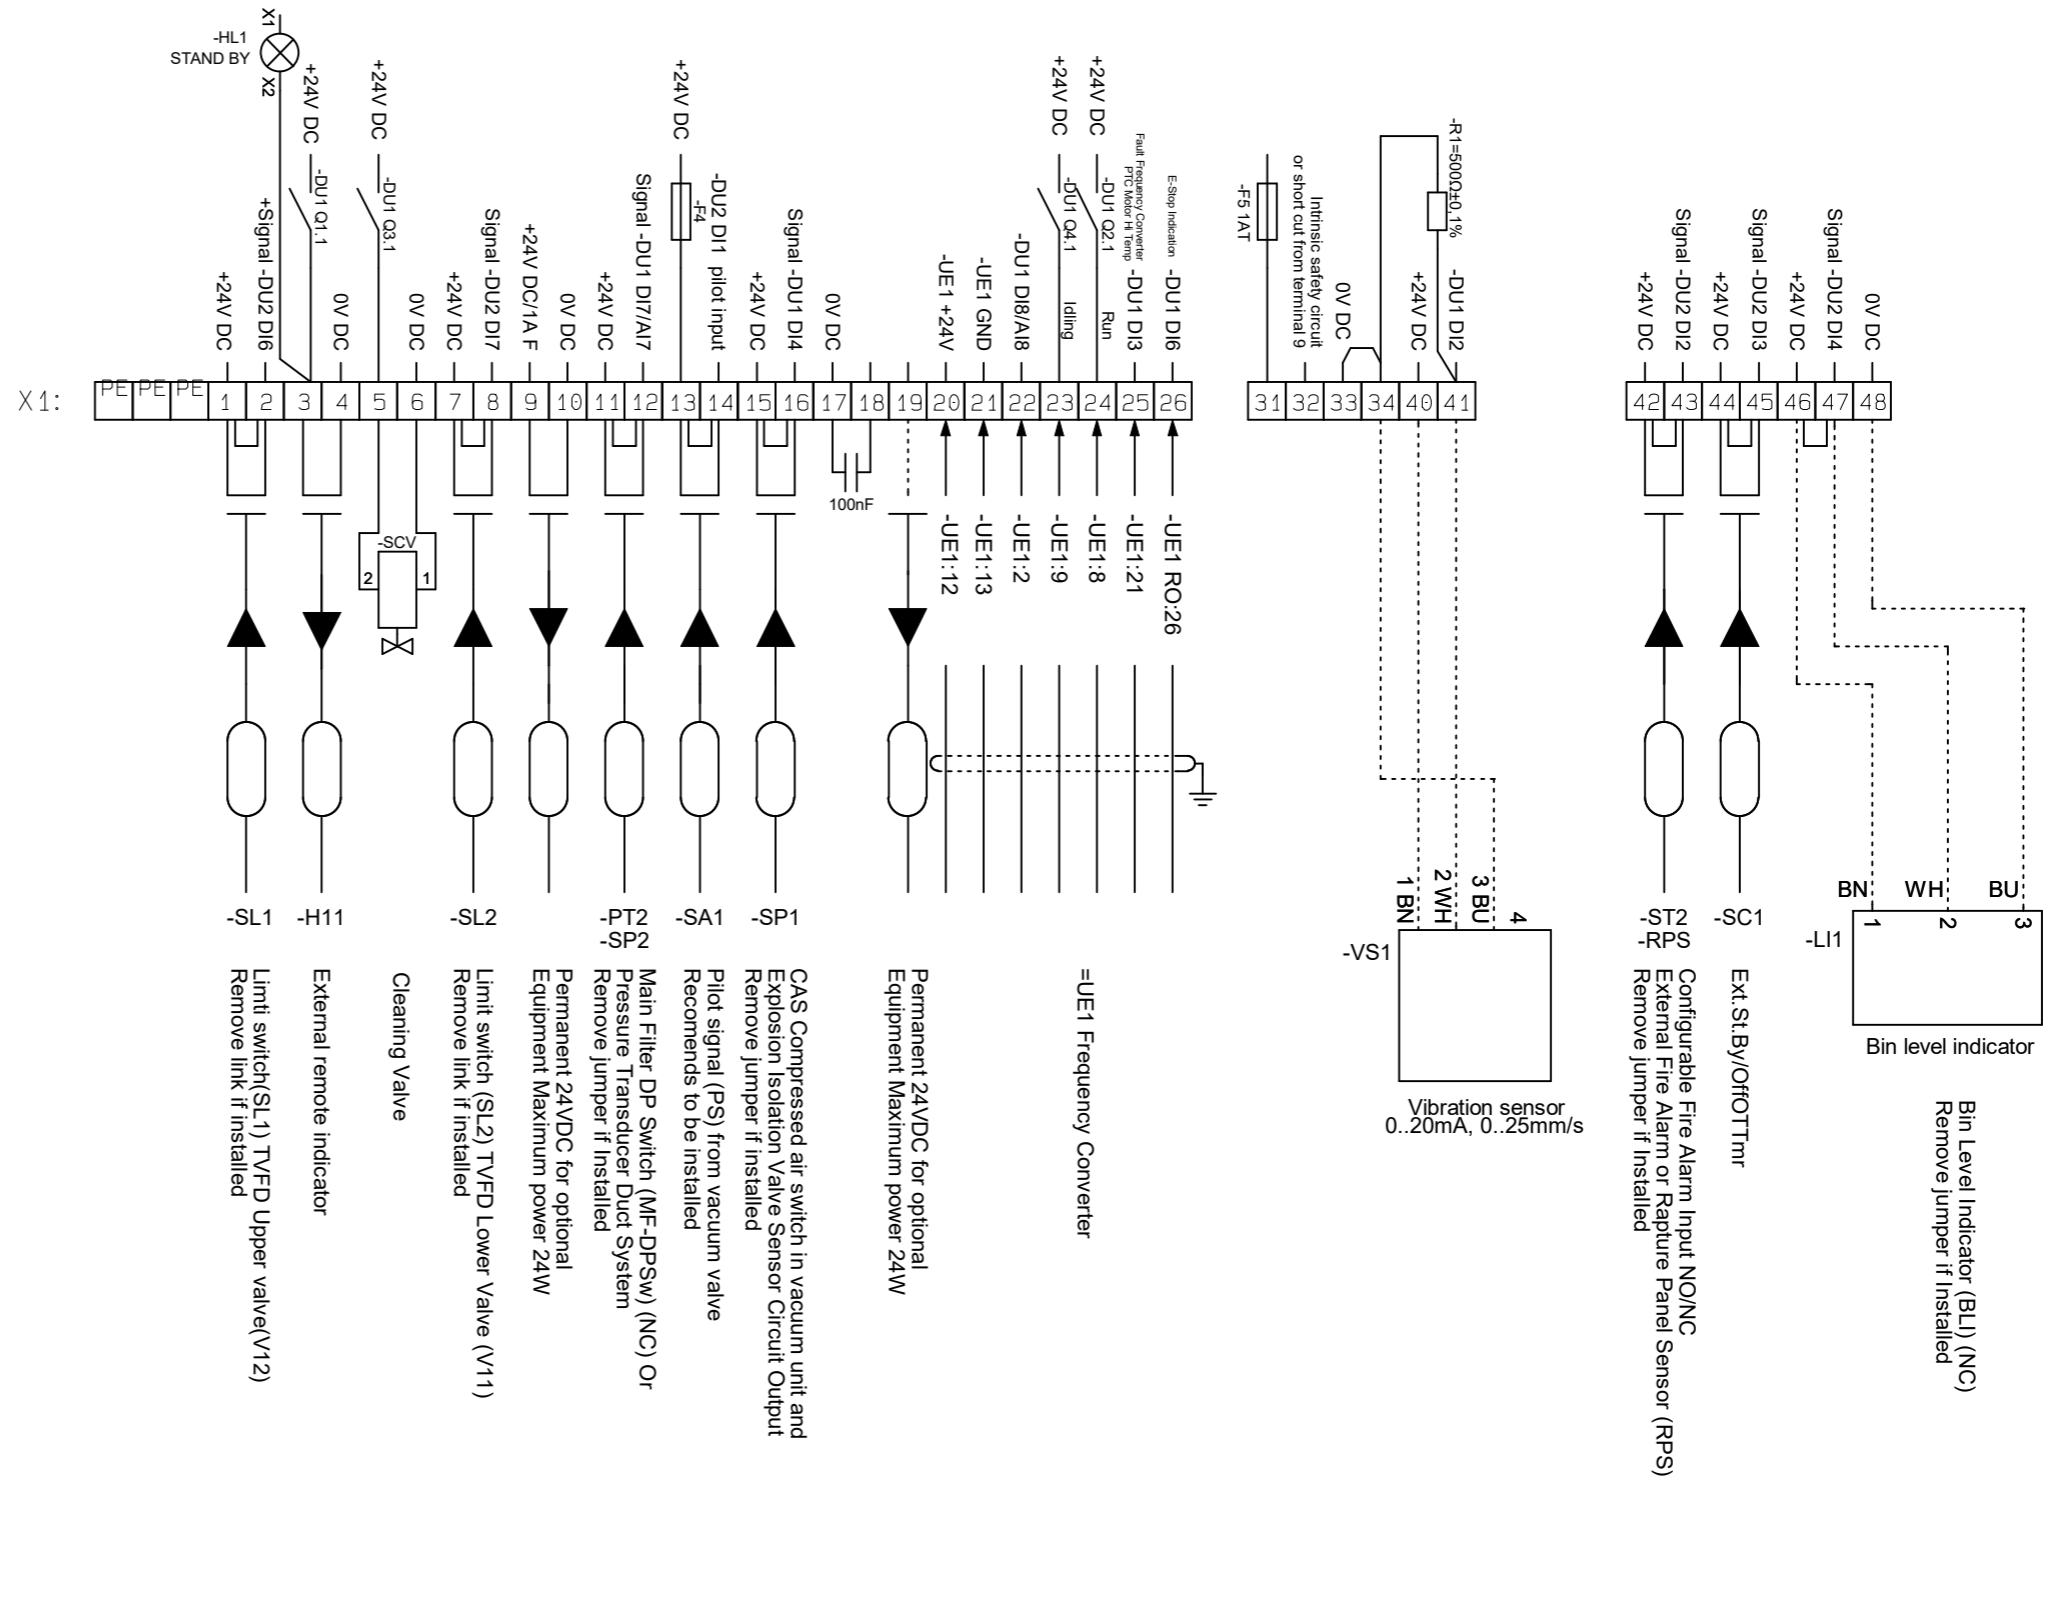 X1
-HL1
STAND BY
X2
+24V DC
-DU1 Q1.1
+24V DC
-DU1 Q3.1
+24V DC
-F4
-DU2 DI1  pilot input
+24V DC
-DU1 Q4.1
Idling
+24V DC
-DU1 Q2.1
Run
Fault Frequency Converter
PTC Motor Hi Temp
E-Stop Indication
-F5 1AT
Intrinsic safety circuit
or short cut from terminal 9
-R1=500Ω±0,1%
+24V DC
+Signal -DU2 DI6
0V DC
0V DC
+24V DC
Signal -DU2 DI7
+24V DC/1A F
0V DC
+24V DC
Signal -DU1 DI7/AI7
+24V DC
Signal -DU1 DI4
0V DC
-UE1 +24V
-UE1 GND
-DU1 DI8/AI8
-DU1 DI3
-DU1 DI6
0V DC
+24V DC
-DU1 DI2
+24V DC
Signal -DU2 DI2
+24V DC
Signal -DU2 DI3
+24V DC
Signal -DU2 DI4
0V DC
X1:
PE PE PE 1 2 3 4 5 6 7 8 9 10 11 12 13 14 15 16 17 18 19 20 21 22 23 24 25 26
31 32 33 34 40 41
42 43 44 45 46 47 48
100nF
-SCV
2
1
-UE1:12
-UE1:13
-UE1:2
-UE1:9
-UE1:8
-UE1:21
-UE1 RO:26
-SL1
-H11
-SL2
-PT2
-SP2
-SA1
-SP1
1 BN
2 WH
3 BU
4
-VS1
-ST2
-RPS
-SC1
BN
WH
BU
1
2
3
-LI1
Limti switch(SL1) TVFD Upper valve(V12)
Remove link if installed
External remote indicator
Cleaning Valve
Limit switch (SL2) TVFD Lower Valve (V11)
Remove link if installed
Permanent 24VDC for optional
Equipment Maximum power 24W
Main Filter DP Switch (MF-DPSw) (NC) Or
Pressure Transducer Duct System
Remove jumper if Installed
Pilot signal (PS) from vacuum valve
Recomends to be installed
CAS Compressed air switch in vacuum unit and
Explosion Isolation Valve Sensor Circuit Output
Remove jumper if installed
Permanent 24VDC for optional
Equipment Maximum power 24W
=UE1 Frequency Converter
Vibration sensor
0..20mA, 0..25mm/s
Configurable Fire Alarm Input NO/NC
External Fire Alarm or Rapture Panel Sensor (RPS)
Remove jumper if Installed
Ext.St.By/OffOTTmr
Bin level indicator
Bin Level Indicator (BLI) (NC)
Remove jumper if Installed